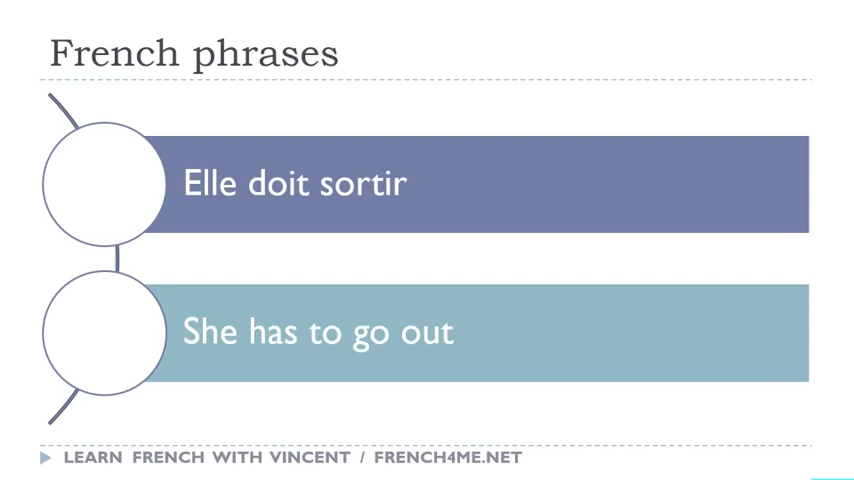 French phrases
Elle doit sortir
She has to go out
LEARN FRENCH WITH VINCENT / FRENCH4ME.NET